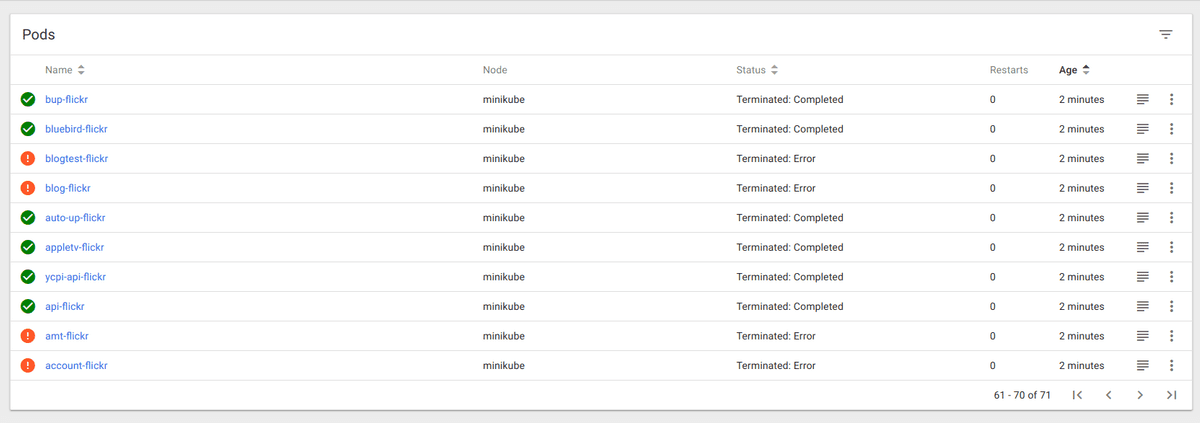 Pods
Name Node Status Restarts Age
bup-flickr minikube Terminated: Completed 0 2 minutes
bluebird-flickr minikube Terminated: Completed 0 2 minutes
blogtest-flickr minikube Terminated: Error 0 2 minutes
blog-flickr minikube Terminated: Error 0 2 minutes
auto-up-flickr minikube Terminated: Completed 0 2 minutes
appletv-flickr minikube Terminated: Completed 0 2 minutes
ycpi-api-flickr minikube Terminated: Completed 0 2 minutes
api-flickr minikube Terminated: Completed 0 2 minutes
amt-flickr minikube Terminated: Error 0 2 minutes
account-flickr minikube Terminated: Error 0 2 minutes
61 - 70 of 71